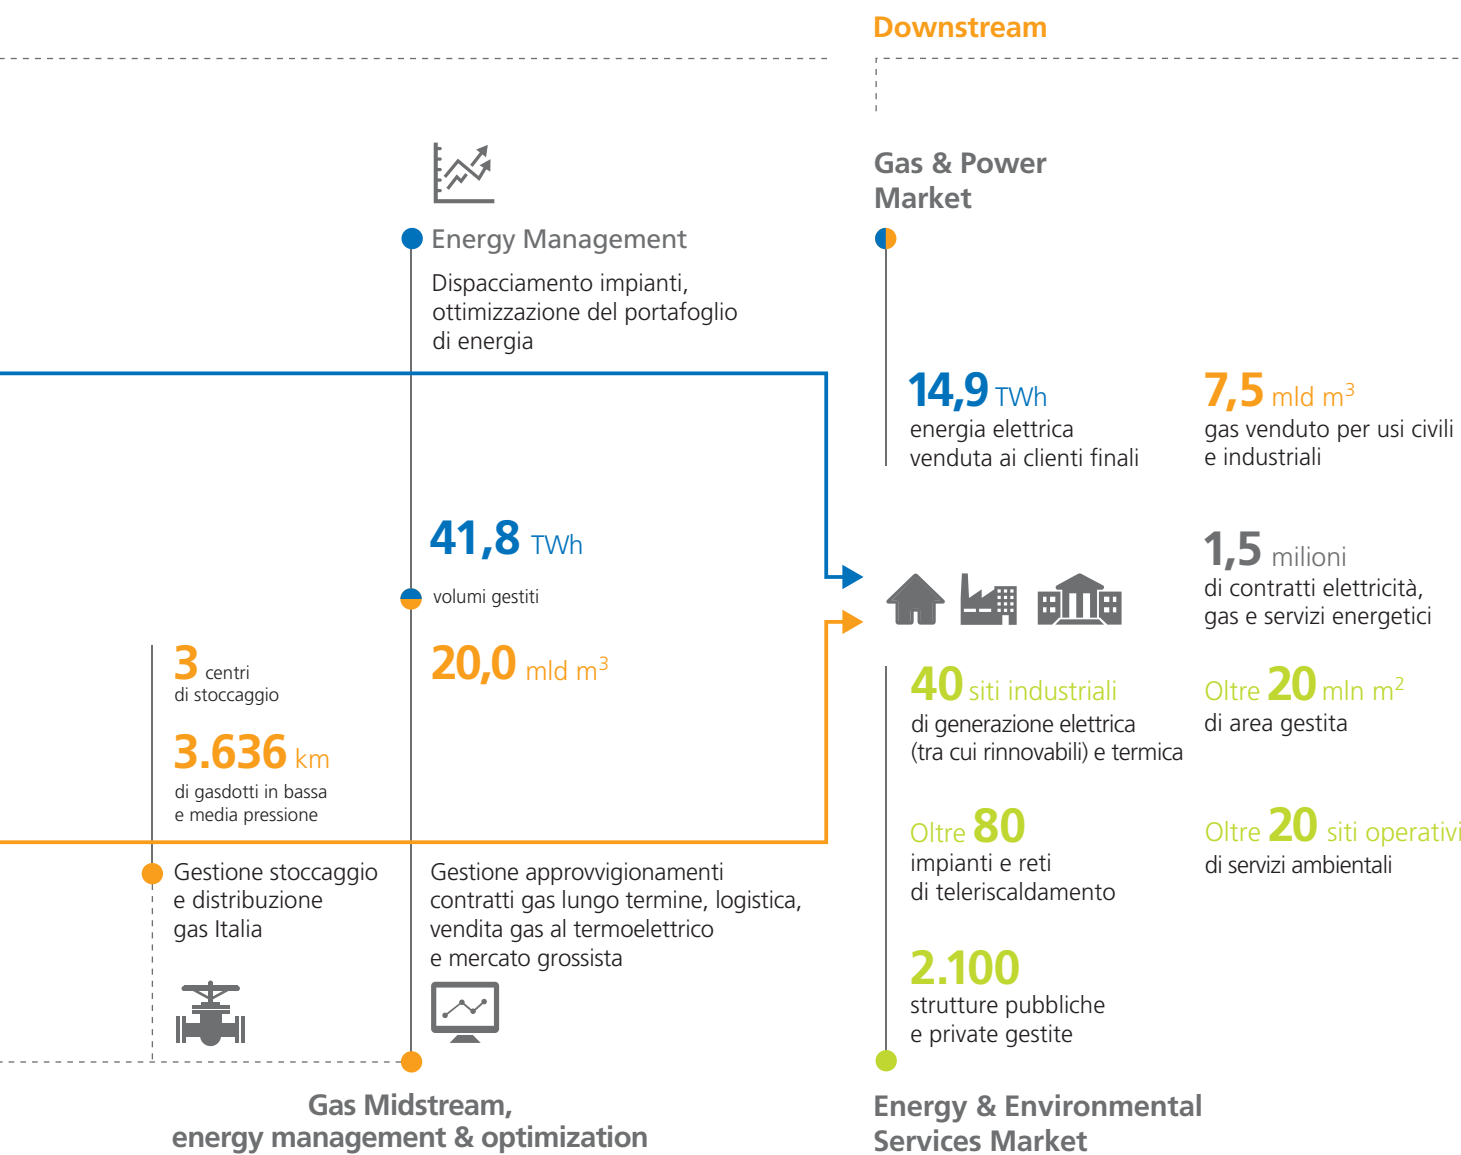 Downstream
Energy Management
Dispacciamento impianti,
ottimizzazione del portafoglio
di energia
41,8 TWh
volumi gestiti
20,0 mld m³
3 centri
di stoccaggio
3.636 km
di gasdotti in bassa
e media pressione
Gestione stoccaggio
e distribuzione
gas Italia
Gestione approvvigionamenti
contratti gas lungo termine, logistica,
vendita gas al termoelettrico
e mercato grossista
Gas Midstream,
energy management & optimization
Gas & Power
Market
14,9 TWh
energia elettrica
venduta ai clienti finali
7,5 mld m³
gas venduto per usi civili
e industriali
1,5 milioni
di contratti elettricità,
gas e servizi energetici
40 siti industriali
di generazione elettrica
(tra cui rinnovabili) e termica
Oltre 20 mln m²
di area gestita
Oltre 80
impianti e reti
di teleriscaldamento
Oltre 20 siti operativi
di servizi ambientali
2.100
strutture pubbliche
e private gestite
Energy & Environmental
Services Market